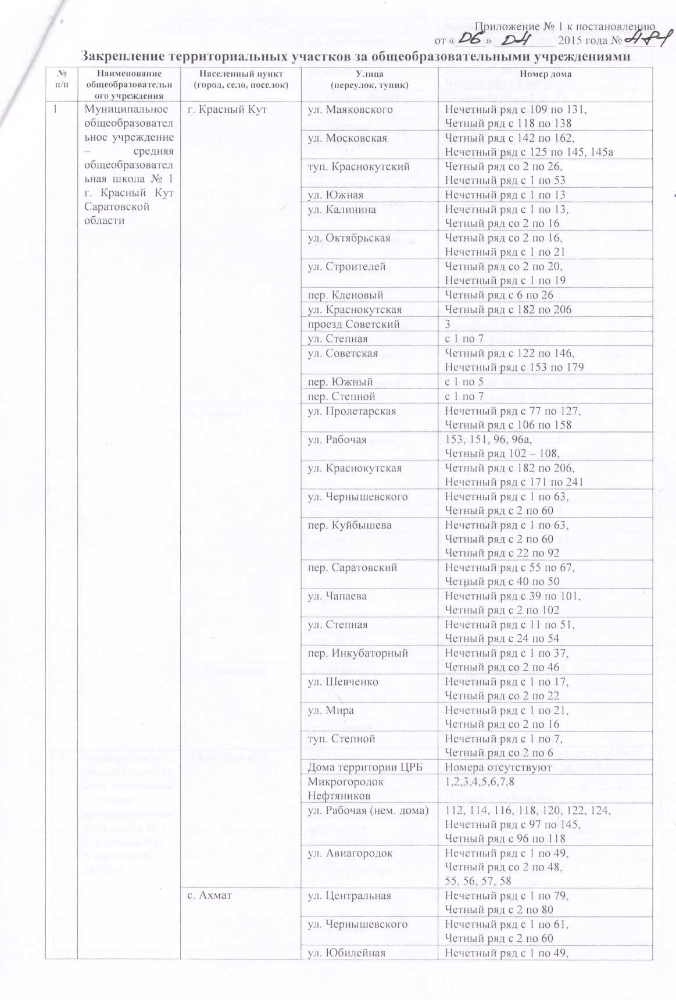 Приложение № 1 к постановлению
от « 06 » 04 2015 года № 481
Закрепление территориальных участков за общеобразовательными учреждениями
№ п/п
Наименование
общеобразовательн
ого учреждения
Населенный пункт
(город, село, поселок)
Улица
(переулок, тупик)
Номер дома
1
Муниципальное
общеобразовател
ьное учреждение
– средняя
общеобразовател
ьная школа № 1
г. Красный Кут
Саратовской
области
г. Красный Кут
ул. Маяковского
Нечетный ряд с 109 по 131,
Четный ряд с 118 по 138
ул. Московская
Четный ряд с 142 по 162,
Нечетный ряд с 125 по 145, 145а
туп. Краснокутский
Четный ряд со 2 по 26,
Нечетный ряд с 1 по 53
ул. Южная
Нечетный ряд с 1 по 13
ул. Калинина
Нечетный ряд с 1 по 13,
Четный ряд со 2 по 16
ул. Октябрьская
Четный ряд со 2 по 16,
Нечетный ряд с 1 по 21
ул. Строителей
Четный ряд со 2 по 20,
Нечетный ряд с 1 по 19
пер. Кленовый
Четный ряд с 6 по 26
ул. Краснокутская
Четный ряд с 182 по 206
проезд Советский
3
ул. Степная
с 1 по 7
ул. Советская
Четный ряд с 122 по 146,
Нечетный ряд с 153 по 179
пер. Южный
с 1 по 5
пер. Степной
с 1 по 7
ул. Пролетарская
Нечетный ряд с 77 по 127,
Четный ряд с 106 по 158
ул. Рабочая
153, 151, 96, 96а,
Четный ряд 102 – 108,
ул. Краснокутская
Четный ряд с 182 по 206,
Нечетный ряд с 171 по 241
ул. Чернышевского
Нечетный ряд с 1 по 63,
Четный ряд с 2 по 60
пер. Куйбышева
Нечетный ряд с 1 по 63,
Четный ряд с 2 по 60
Четный ряд с 22 по 92
пер. Саратовский
Нечетный ряд с 55 по 67,
Четный ряд с 40 по 50
ул. Чапаева
Нечетный ряд с 39 по 101,
Четный ряд с 2 по 102
ул. Степная
Нечетный ряд с 11 по 51,
Четный ряд с 24 по 54
пер. Инкубаторный
Нечетный ряд с 1 по 37,
Четный ряд со 2 по 46
ул. Шевченко
Нечетный ряд с 1 по 17,
Четный ряд со 2 по 22
ул. Мира
Нечетный ряд с 1 по 21,
Четный ряд со 2 по 16
туп. Степной
Нечетный ряд с 1 по 7,
Четный ряд со 2 по 6
Дома территории ЦРБ
Номера отсутствуют
Микрогородок
Нефтяников
1,2,3,4,5,6,7,8
ул. Рабочая (нем. дома)
112, 114, 116, 118, 120, 122, 124,
Нечетный ряд с 97 по 145,
Четный ряд с 96 по 118
ул. Авиагородок
Нечетный ряд с 1 по 49,
Четный ряд со 2 по 48,
55, 56, 57, 58
с. Ахмат
ул. Центральная
Нечетный ряд с 1 по 79,
Четный ряд с 2 по 80
ул. Чернышевского
Нечетный ряд с 1 по 61,
Четный ряд с 2 по 60
ул. Юбилейная
Нечетный ряд с 1 по 49,